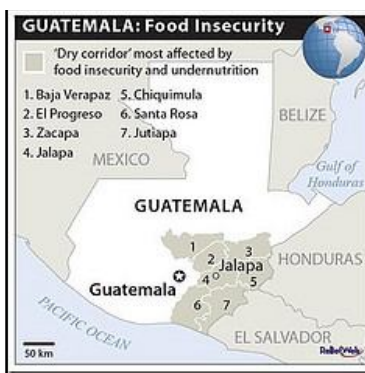 GUATEMALA: Food Insecurity
'Dry corridor' most affected by
food insecurity and undernutrition
1. Baja Verapaz
2. El Progreso
3. Zacapa
4. Jalapa
5. Chiquimula
6. Santa Rosa
7. Jutiapa
BELIZE
MEXICO
Gulf of
Honduras
GUATEMALA
1
2
3
Jalapa
4
5
HONDURAS
Guatemala
6
7
PACIFIC OCEAN
EL SALVADOR
50 km
ReliefWeb